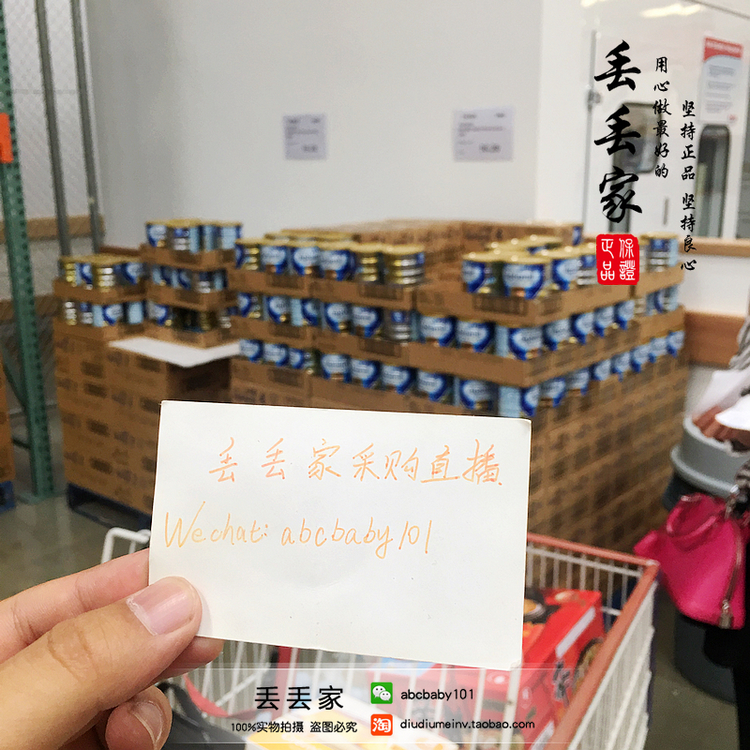 丢丢家
用心做最好的
坚持正品 坚持良心
正品
保證
丢丢家采购直播
Wechat: abcbaby101
丢丢家
abcbaby101
100%实物拍摄 盗图必究
淘
diudiumeinv.taobao.com